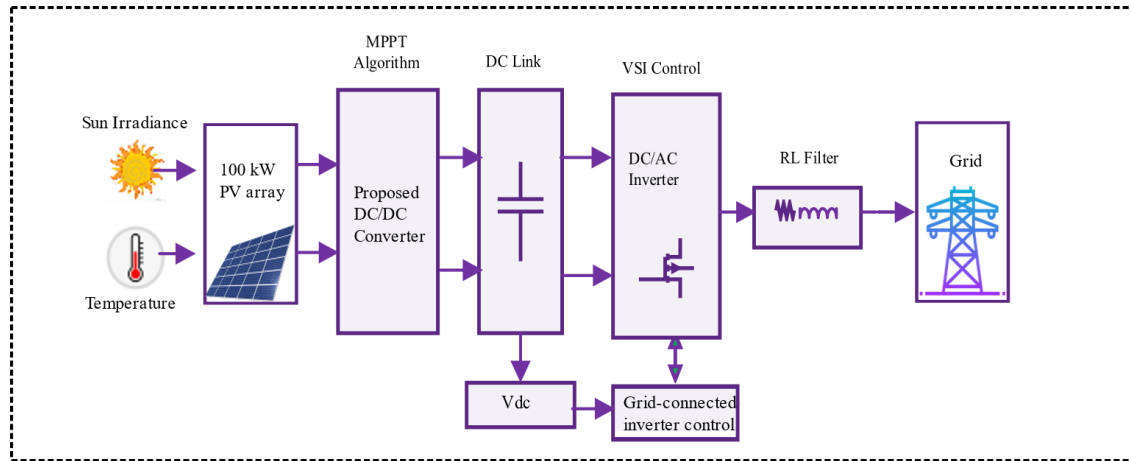 MPPT
Algorithm
DC Link
VSI Control
Sun Irradiance
100 kW
PV array
Proposed
DC/DC
Converter
DC/AC
Inverter
RL Filter
Grid
Temperature
Vdc
Grid-connected
inverter control